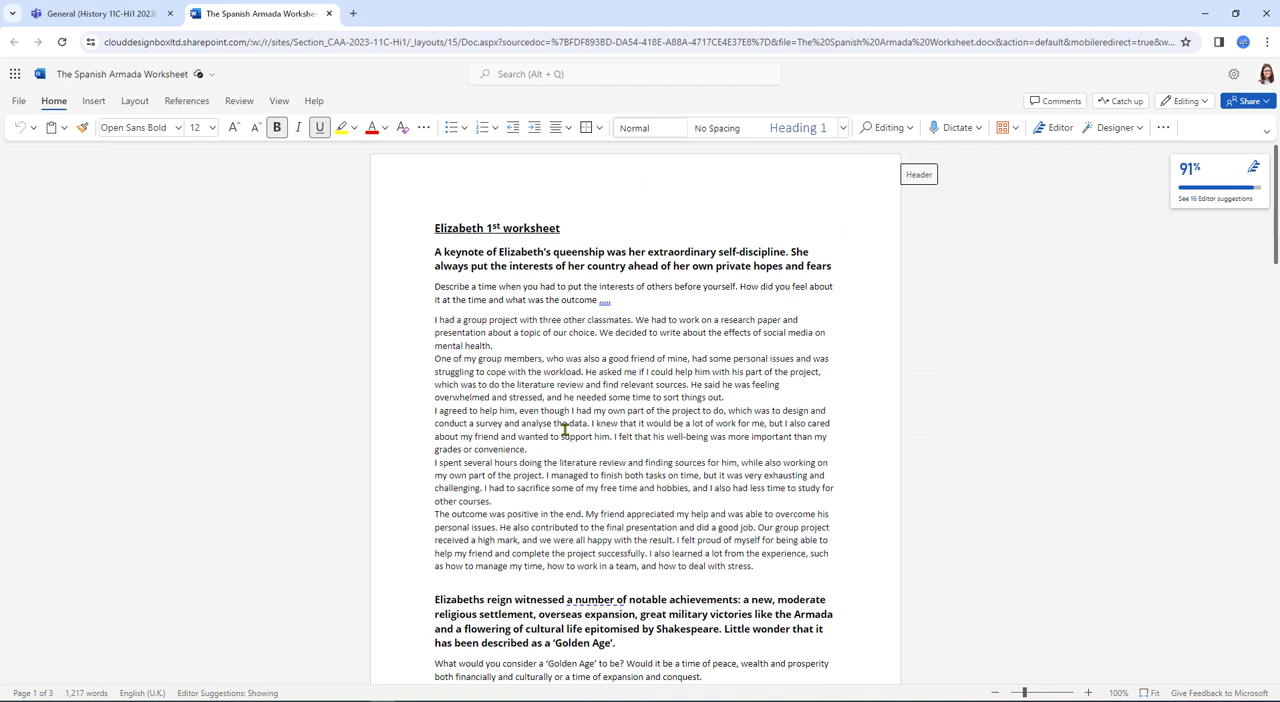 General (History 11C-Hi1 2023)
The Spanish Armada Workshee
clouddesignboxltd.sharepoint.com/:w:/r/sites/Section_CAA-2023-11C-Hi1/_layouts/15/Doc.aspx?sourcedoc=%7BFDF893BD-DA54-418E-A88A-4717CE4E37E8%7D&file=The%20Spanish%20Armada%20Worksheet.docx&action=default&mobileredirect=true&w...
The Spanish Armada Worksheet
Search (Alt + Q)
File Home Insert Layout References Review View Help
Comments Catch up Editing Share
Open Sans Bold 12 A A B I U A A Normal No Spacing Heading 1 Editing Dictate Editor Designer
Header
91%
See 16 Editor suggestions
Elizabeth 1st worksheet
A keynote of Elizabeth's queenship was her extraordinary self-discipline. She
always put the interests of her country ahead of her own private hopes and fears
Describe a time when you had to put the interests of others before yourself. How did you feel about
it at the time and what was the outcome .....
I had a group project with three other classmates. We had to work on a research paper and
presentation about a topic of our choice. We decided to write about the effects of social media on
mental health.
One of my group members, who was also a good friend of mine, had some personal issues and was
struggling to cope with the workload. He asked me if I could help him with his part of the project,
which was to do the literature review and find relevant sources. He said he was feeling
overwhelmed and stressed, and he needed some time to sort things out.
I agreed to help him, even though I had my own part of the project to do, which was to design and
conduct a survey and analyse the data. I knew that it would be a lot of work for me, but I also cared
about my friend and wanted to support him. I felt that his well-being was more important than my
grades or convenience.
I spent several hours doing the literature review and finding sources for him, while also working on
my own part of the project. I managed to finish both tasks on time, but it was very exhausting and
challenging. I had to sacrifice some of my free time and hobbies, and I also had less time to study for
other courses.
The outcome was positive in the end. My friend appreciated my help and was able to overcome his
personal issues. He also contributed to the final presentation and did a good job. Our group project
received a high mark, and we were all happy with the result. I felt proud of myself for being able to
help my friend and complete the project successfully. I also learned a lot from the experience, such
as how to manage my time, how to work in a team, and how to deal with stress.
Elizabeths reign witnessed a number of notable achievements: a new, moderate
religious settlement, overseas expansion, great military victories like the Armada
and a flowering of cultural life epitomised by Shakespeare. Little wonder that it
has been described as a 'Golden Age'.
What would you consider a 'Golden Age' to be? Would it be a time of peace, wealth and prosperity
both financially and culturally or a time of expansion and conquest.
Page 1 of 3 1,217 words English (U.K.) Editor Suggestions: Showing 100% Fit Give Feedback to Microsoft